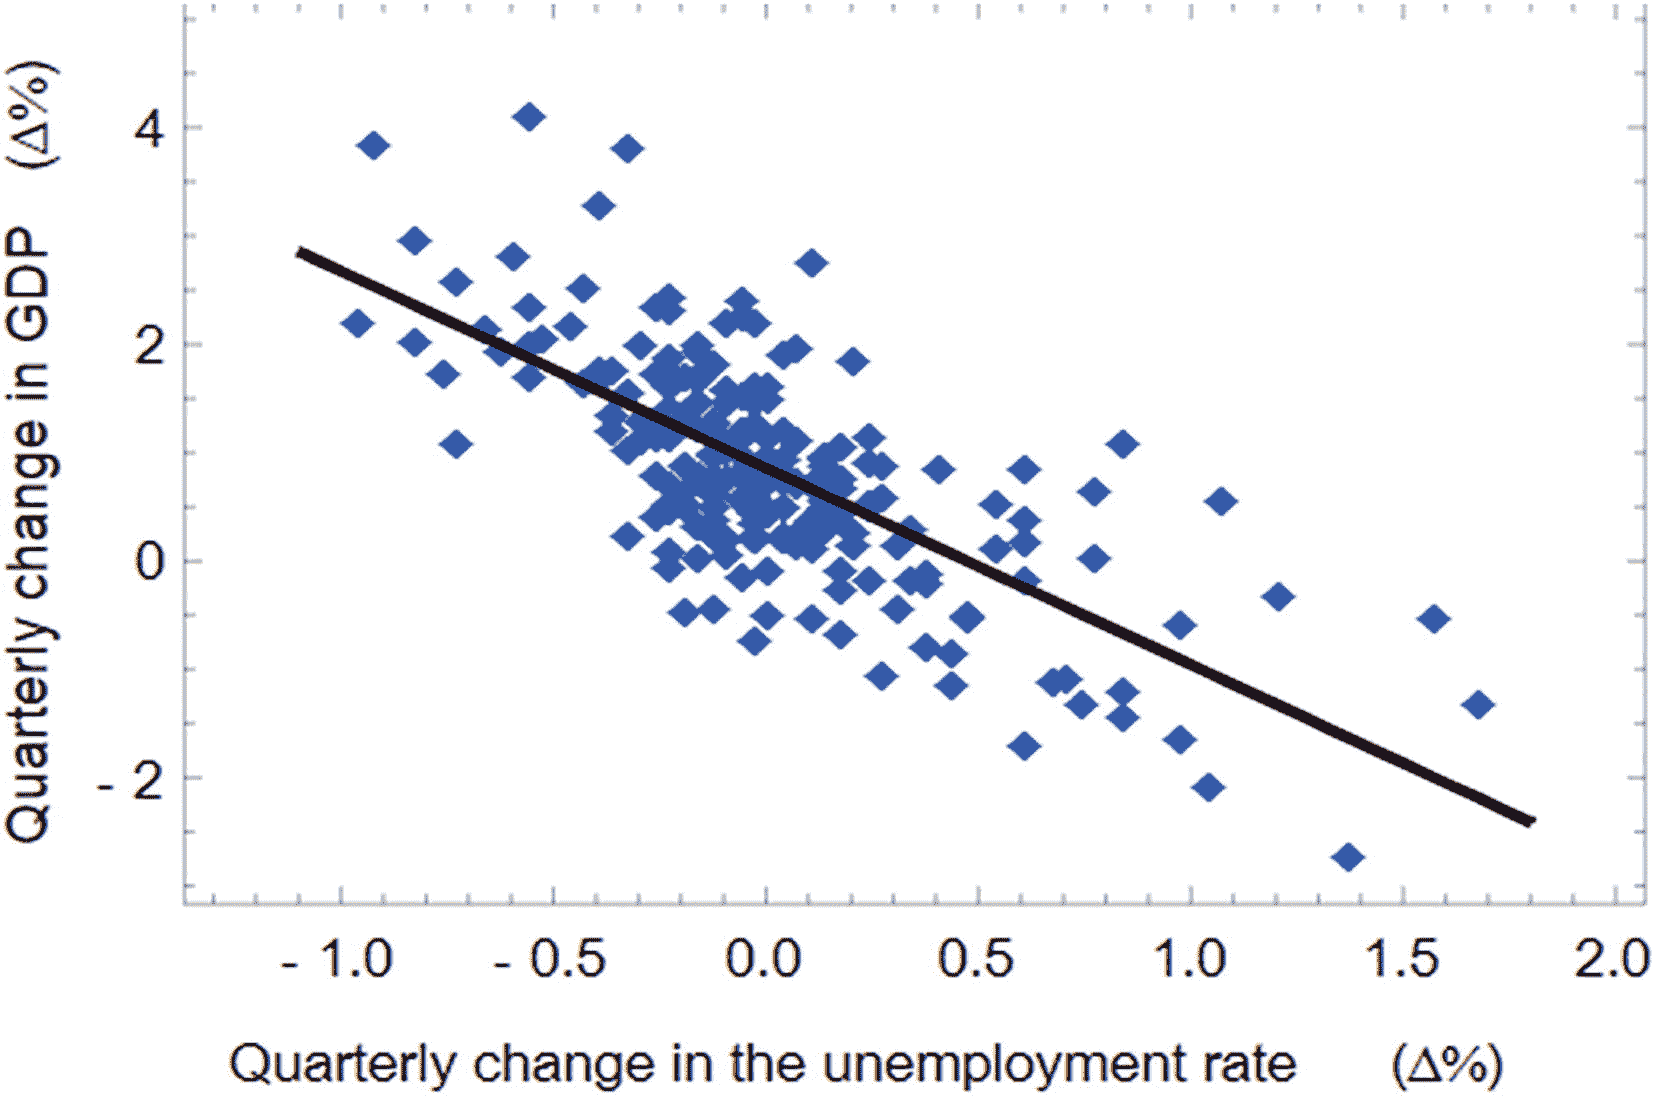 Quarterly change in GDP (Δ%)
4
2
0
- 2
- 1.0 - 0.5 0.0 0.5 1.0 1.5 2.0
Quarterly change in the unemployment rate (Δ%)